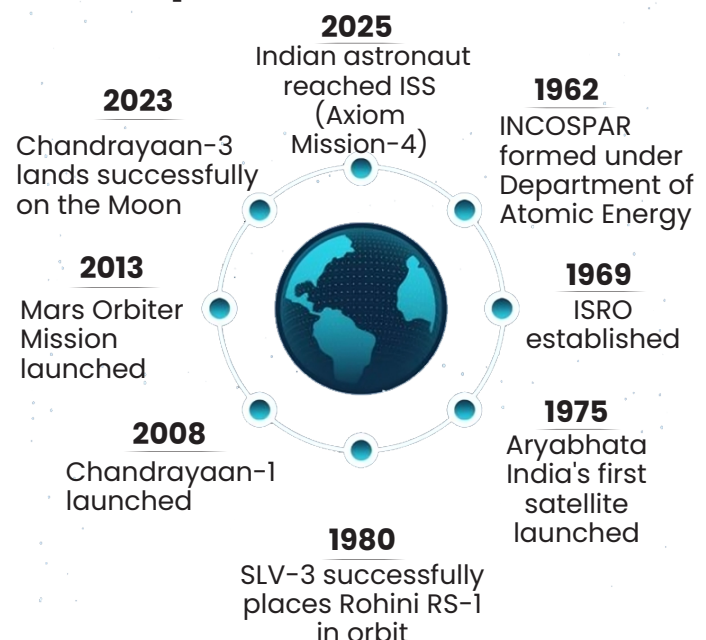 2025
Indian astronaut
reached ISS
(Axiom
Mission-4)
1962
INCOSPAR
formed under
Department of
Atomic Energy
1969
ISRO
established
1975
Aryabhata
India's first
satellite
launched
1980
SLV-3 successfully
places Rohini RS-1
in orbit
2008
Chandrayaan-1
launched
2013
Mars Orbiter
Mission
launched
2023
Chandrayaan-3
lands successfully
on the Moon